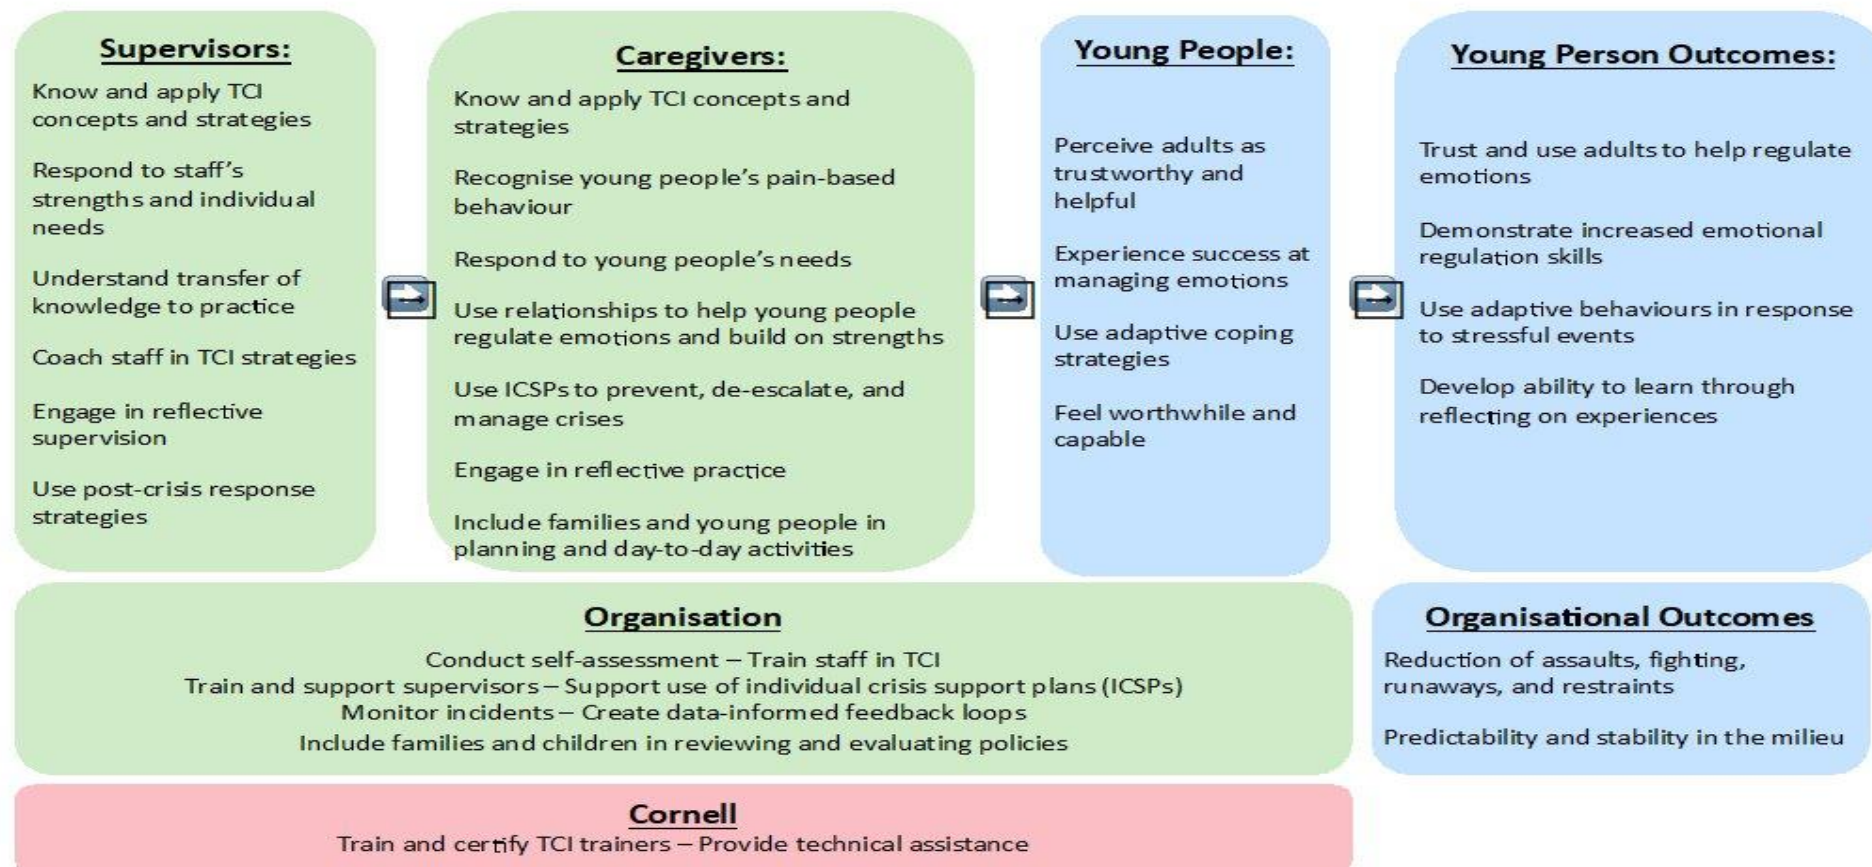 Supervisors:
Know and apply TCI
concepts and strategies
Respond to staff’s
strengths and individual
needs
Understand transfer of
knowledge to practice
Coach staff in TCI strategies
Engage in reflective
supervision
Use post-crisis response
strategies
Caregivers:
Know and apply TCI concepts and
strategies
Recognise young people’s pain-based
behaviour
Respond to young people’s needs
Use relationships to help young people
regulate emotions and build on strengths
Use ICSPs to prevent, de-escalate, and
manage crises
Engage in reflective practice
Include families and young people in
planning and day-to-day activities
Young People:
Perceive adults as
trustworthy and
helpful
Experience success at
managing emotions
Use adaptive coping
strategies
Feel worthwhile and
capable
Young Person Outcomes:
Trust and use adults to help regulate
emotions
Demonstrate increased emotional
regulation skills
Use adaptive behaviours in response
to stressful events
Develop ability to learn through
reflecting on experiences
Organisation
Conduct self-assessment – Train staff in TCI
Train and support supervisors – Support use of individual crisis support plans (ICSPs)
Monitor incidents – Create data-informed feedback loops
Include families and children in reviewing and evaluating policies
Organisational Outcomes
Reduction of assaults, fighting,
runaways, and restraints
Predictability and stability in the milieu
Cornell
Train and certify TCI trainers – Provide technical assistance